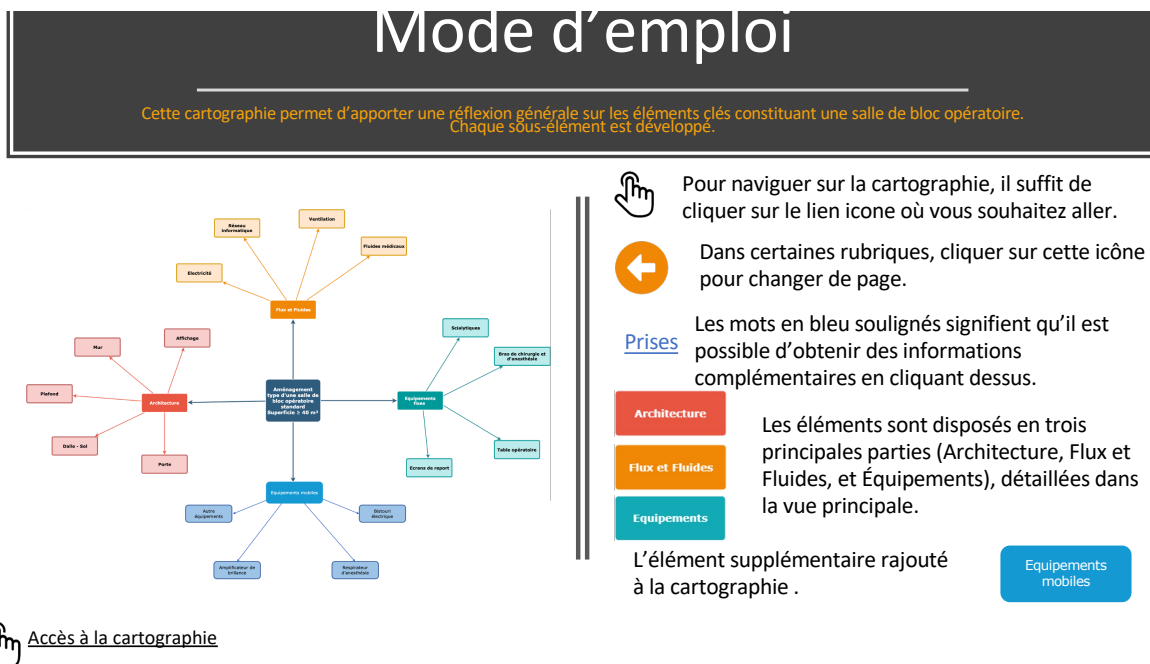 Mode d’emploi
Cette cartographie permet d’apporter une réflexion générale sur les éléments clés constituant une salle de bloc opératoire.
Chaque sous-élément est développé.
Réseau
informatique
Ventilation
Fluides médicaux
Electricité
Flux et Fluides
Affichage
Mur
Plafond
Architecture
Dalle - Sol
Porte
Aménagement
type d'une salle de
bloc opératoire
standard
Superficie ≥ 40 m²
Scialytiques
Bras de chirurgie et
d'anesthésie
Equipements
fixes
Table opératoire
Ecrans de report
Equipements mobiles
Autre
équipements
Bistouri
électrique
Amplificateur de
brillance
Respirateur
d'anesthésie
Pour naviguer sur la cartographie, il suffit de
cliquer sur le lien icone où vous souhaitez aller.
Dans certaines rubriques, cliquer sur cette icône
pour changer de page.
Prises
Les mots en bleu soulignés signifient qu’il est
possible d’obtenir des informations
complémentaires en cliquant dessus.
Architecture
Flux et Fluides
Equipements
Les éléments sont disposés en trois
principales parties (Architecture, Flux et
Fluides, et Équipements), détaillées dans
la vue principale.
L’élément supplémentaire rajouté
à la cartographie .
Equipements
mobiles
Accès à la cartographie